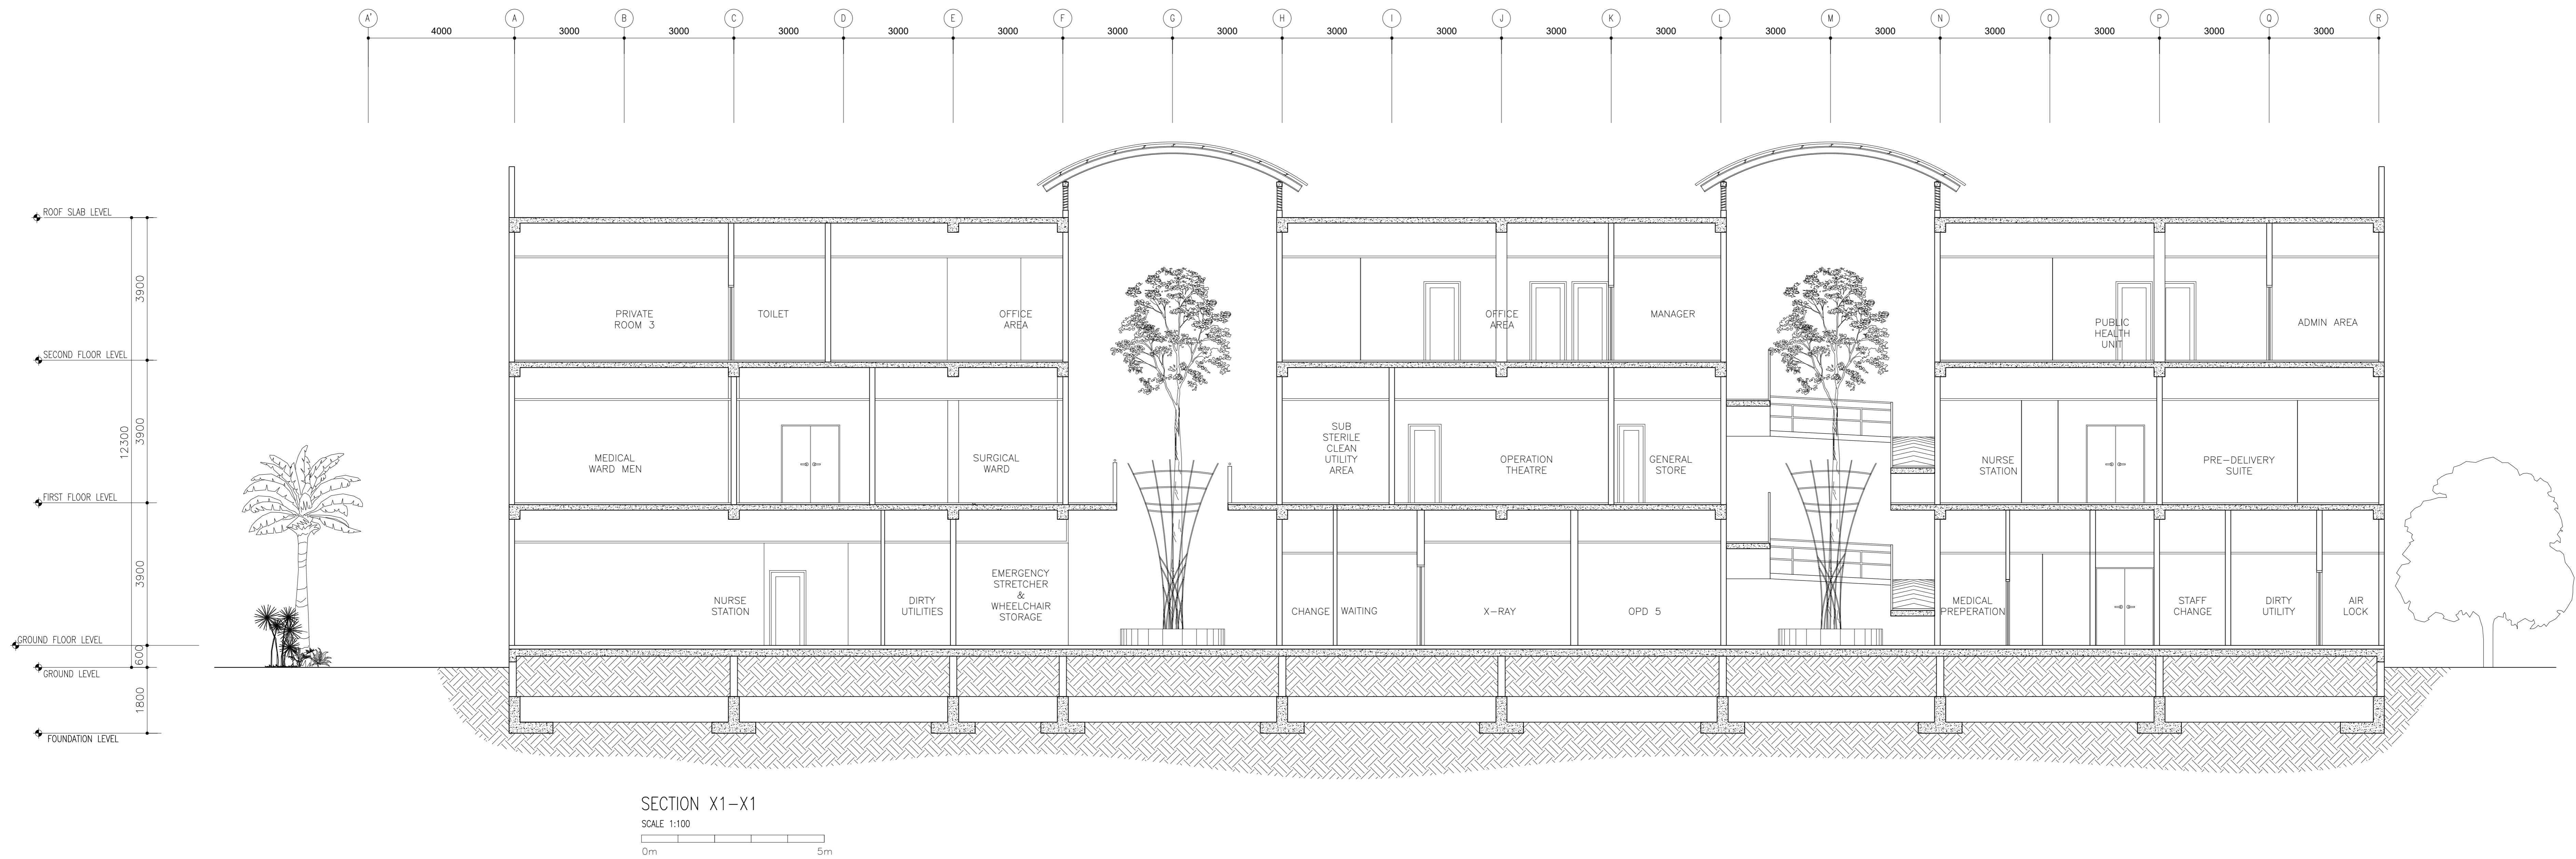 A' A B C D E F G H I J K L M N O P Q R
4000 3000 3000 3000 3000 3000 3000 3000 3000 3000 3000 3000 3000 3000 3000 3000 3000 3000
ROOF SLAB LEVEL
3900
SECOND FLOOR LEVEL
12300
3900
FIRST FLOOR LEVEL
3900
GROUND FLOOR LEVEL
600
GROUND LEVEL
1800
FOUNDATION LEVEL
PRIVATE
ROOM 3
TOILET
OFFICE
AREA
OFFICE
AREA
MANAGER
PUBLIC
HEALTH
UNIT
ADMIN AREA
MEDICAL
WARD MEN
SURGICAL
WARD
SUB
STERILE
CLEAN
UTILITY
AREA
OPERATION
THEATRE
GENERAL
STORE
NURSE
STATION
PRE-DELIVERY
SUITE
NURSE
STATION
DIRTY
UTILITIES
EMERGENCY
STRETCHER
&
WHEELCHAIR
STORAGE
CHANGE
WAITING
X-RAY
OPD 5
MEDICAL
PREPERATION
STAFF
CHANGE
DIRTY
UTILITY
AIR
LOCK
SECTION X1-X1
SCALE 1:100
0m 5m